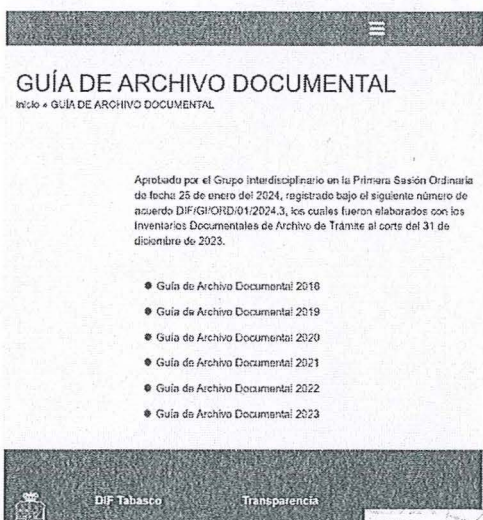 GUÍA DE ARCHIVO DOCUMENTAL
Inicio » GUÍA DE ARCHIVO DOCUMENTAL
Aprobado por el Grupo Interdisciplinario en la Primera Sesión Ordinaria
de fecha 25 de enero del 2024, registrado bajo el siguiente número de
acuerdo DIF/GI/ORD/01/2024.3, los cuales fueron elaborados con los
Inventarios Documentales de Archivo de Trámite al corte del 31 de
diciembre de 2023.
Guía de Archivo Documental 2018
Guía de Archivo Documental 2019
Guía de Archivo Documental 2020
Guía de Archivo Documental 2021
Guía de Archivo Documental 2022
Guía de Archivo Documental 2023
DIF Tabasco
Transparencia